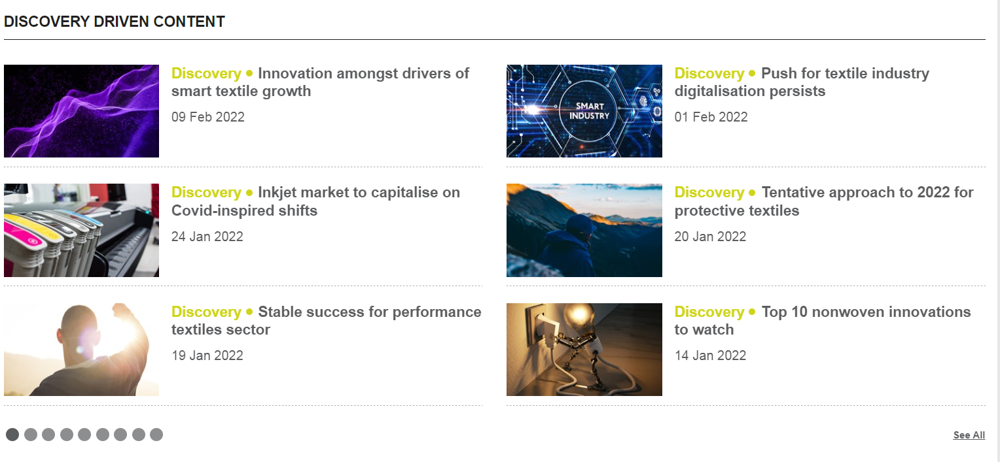 DISCOVERY DRIVEN CONTENT
Discovery • Innovation amongst drivers of
smart textile growth
09 Feb 2022
SMART
INDUSTRY
Discovery • Push for textile industry
digitalisation persists
01 Feb 2022
Discovery • Inkjet market to capitalise on
Covid-inspired shifts
24 Jan 2022
Discovery • Tentative approach to 2022 for
protective textiles
20 Jan 2022
Discovery • Stable success for performance
textiles sector
19 Jan 2022
Discovery • Top 10 nonwoven innovations
to watch
14 Jan 2022
See All